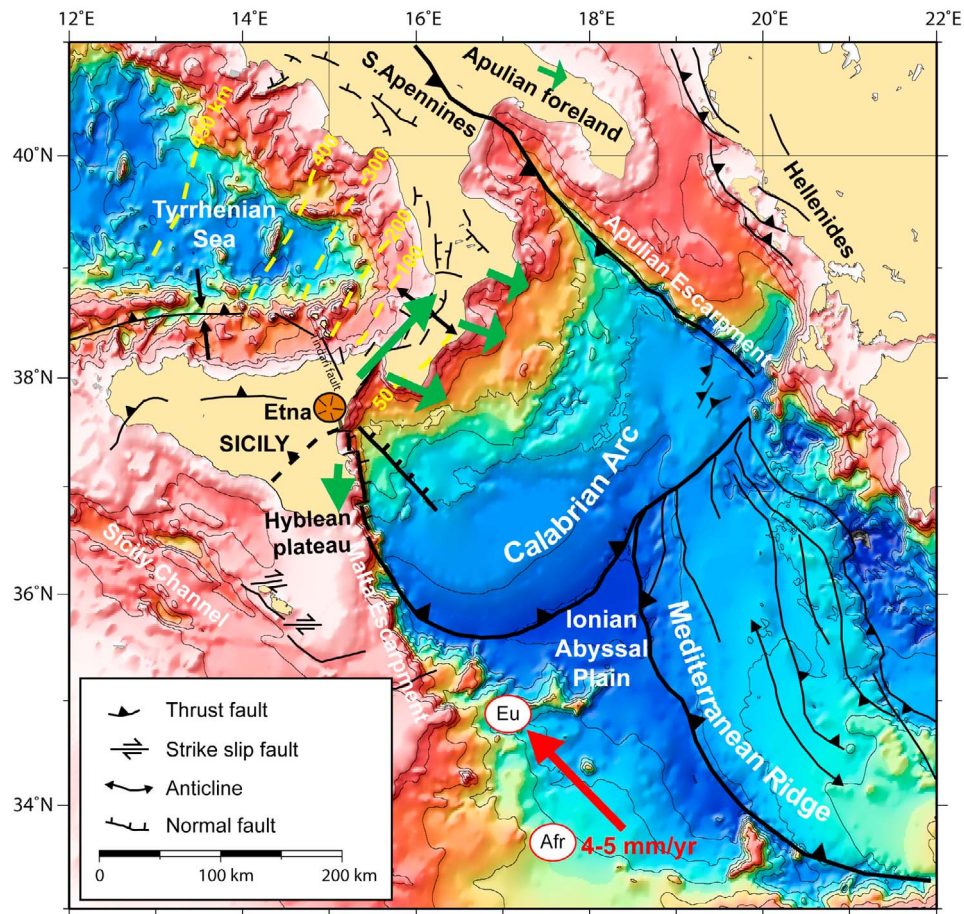 12°E
14°E
16°E
18°E
20°E
22°E
40°N
38°N
36°N
34°N
S.Apennines
Apulian foreland
Hellenides
450 km
400
300
200
100
50
Tyrrhenian
Sea
Apulian Escarpment
Tindari fault
Etna
SICILY
Hyblean
plateau
Calabrian Arc
Sicily Channel
Malta Escarpment
Ionian
Abyssal
Plain
Mediterranean Ridge
Eu
Afr
4-5 mm/yr
Thrust fault
Strike slip fault
Anticline
Normal fault
0
100 km
200 km